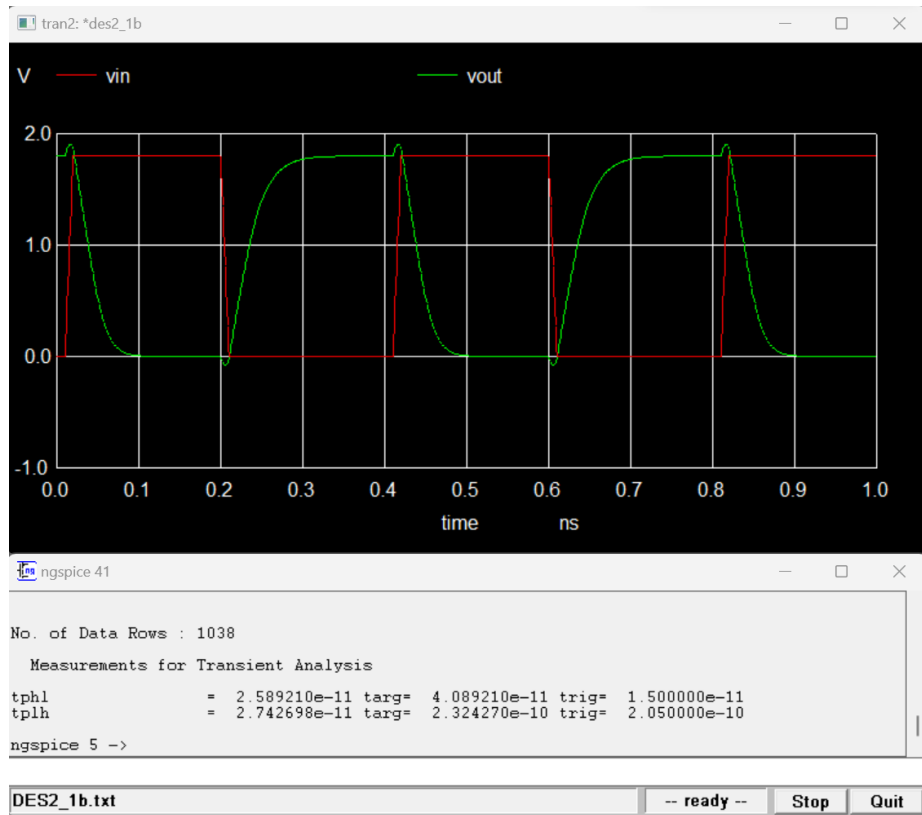 tran2: *des2_1b
V vin vout
2.0
1.0
0.0
-1.0
0.0 0.1 0.2 0.3 0.4 0.5 0.6 0.7 0.8 0.9 1.0
time ns
ngspice 41
No. of Data Rows : 1038
Measurements for Transient Analysis
tphl = 2.589210e-11 targ= 4.089210e-11 trig= 1.500000e-11
tplh = 2.742698e-11 targ= 2.324270e-10 trig= 2.050000e-10
ngspice 5 ->
DES2_1b.txt -- ready -- Stop Quit